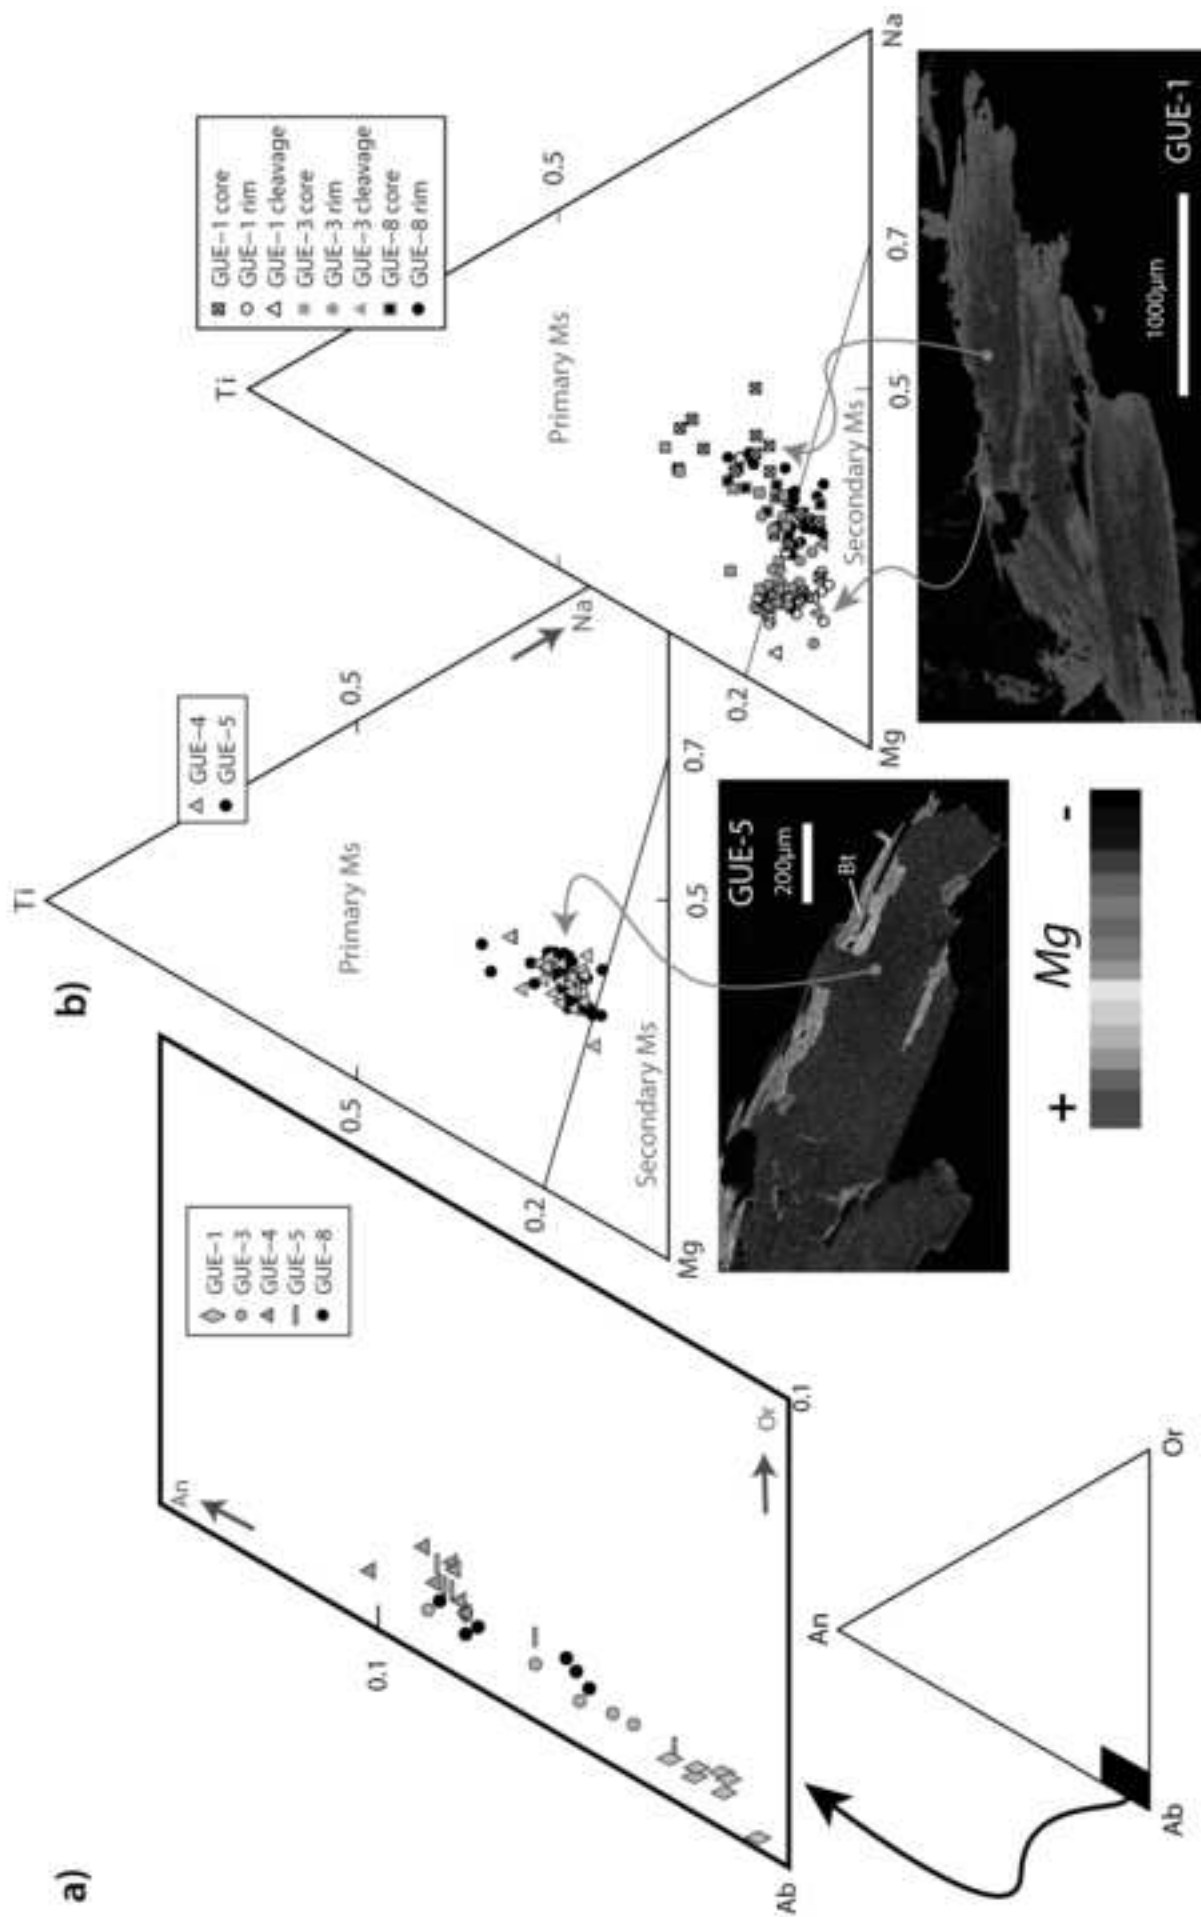 a)
An
Or
0.1
0.1
Ab
GUE-1
GUE-3
GUE-4
GUE-5
GUE-8
An
Ab
Or
b)
Ti
GUE-4
GUE-5
0.5
0.5
Primary Ms
Na
0.2
Secondary Ms
Mg
0.5
0.7
GUE-5
200μm
Bt
+ Mg -
Ti
GUE-1 core
GUE-1 rim
GUE-1 cleavage
GUE-3 core
GUE-3 rim
GUE-3 cleavage
GUE-8 core
GUE-8 rim
0.5
Primary Ms
0.2
Secondary Ms
Mg
0.5
0.7
Na
1000μm
GUE-1